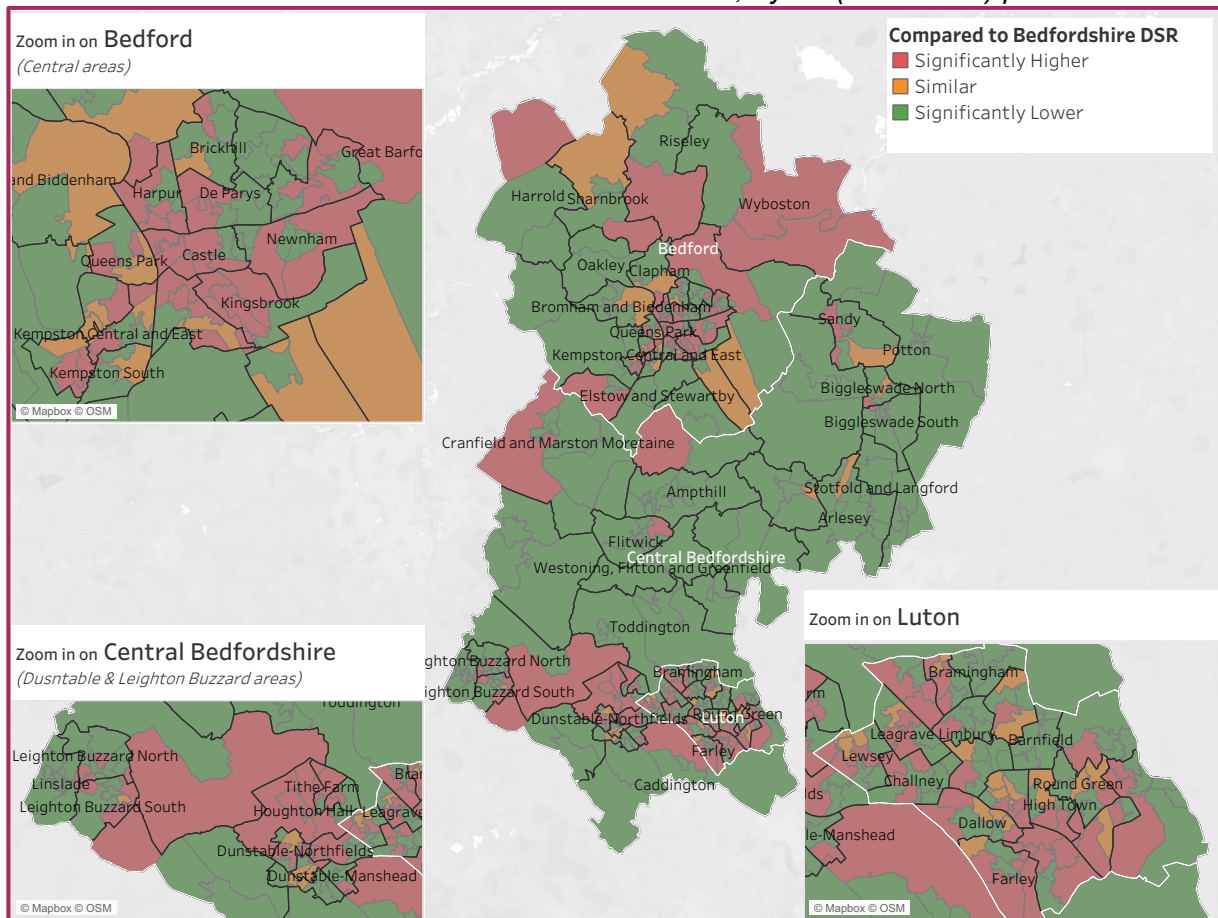 Zoom in on Bedford
(Central areas)
Compared to Bedfordshire DSR
Significantly Higher
Similar
Significantly Lower
Brickhill
Great Barfo
and Biddenham
Harpur
De Parys
Newnham
Queens Park
Castle
Kingsbrook
Kempston Central and East
Kempston South
© Mapbox © OSM
Riseley
Harrold
Sharnbrook
Wyboston
Bedford
Oakley
Clapham
Bromham and Biddenham
Queens Park
Kempston Central and East
Elstow and Stewartby
Sandy
Potton
Biggleswade North
Biggleswade South
Cranfield and Marston Moretaine
Ampthill
Stotfold and Langford
Arlesey
Flitwick
Central Bedfordshire
Westoning, Flitton and Greenfield
Toddington
ghton Buzzard North
Bramingham
ighton Buzzard South
Dunstable-Northfields
Round Green
Luton
Farley
Caddington
Zoom in on Central Bedfordshire
(Dusntable & Leighton Buzzard areas)
Toddington
Leighton Buzzard North
Bran
Linslade
Tithe Farm
Leighton Buzzard South
Houghton Hall
Leagrave
Dunstable-Northfields
Dunstable-Manshead
© Mapbox © OSM
Zoom in on Luton
Bramingham
rm
Leagrave
Limbury
Barnfield
Lewsey
Challney
Round Green
lds
High Town
Dallow
le-Manshead
Farley
© Mapbox © OSM